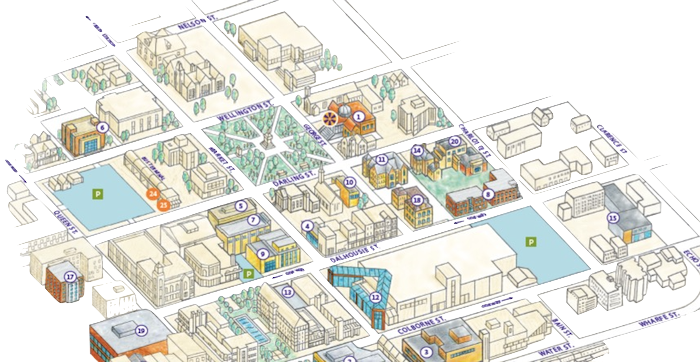 NELSON ST.
WELLINGTON ST
GEORGE ST.
1
6
MARKET ST.
DARLING ST.
CLARENCE ST
20
14
11
10
8
18
P
24
25
QUEEN ST.
5
7
4
9
P
P
15
DALHOUSIE ST
17
13
12
COLBORNE ST.
19
3
BAIN ST.
WATER ST.
WHARFE ST.